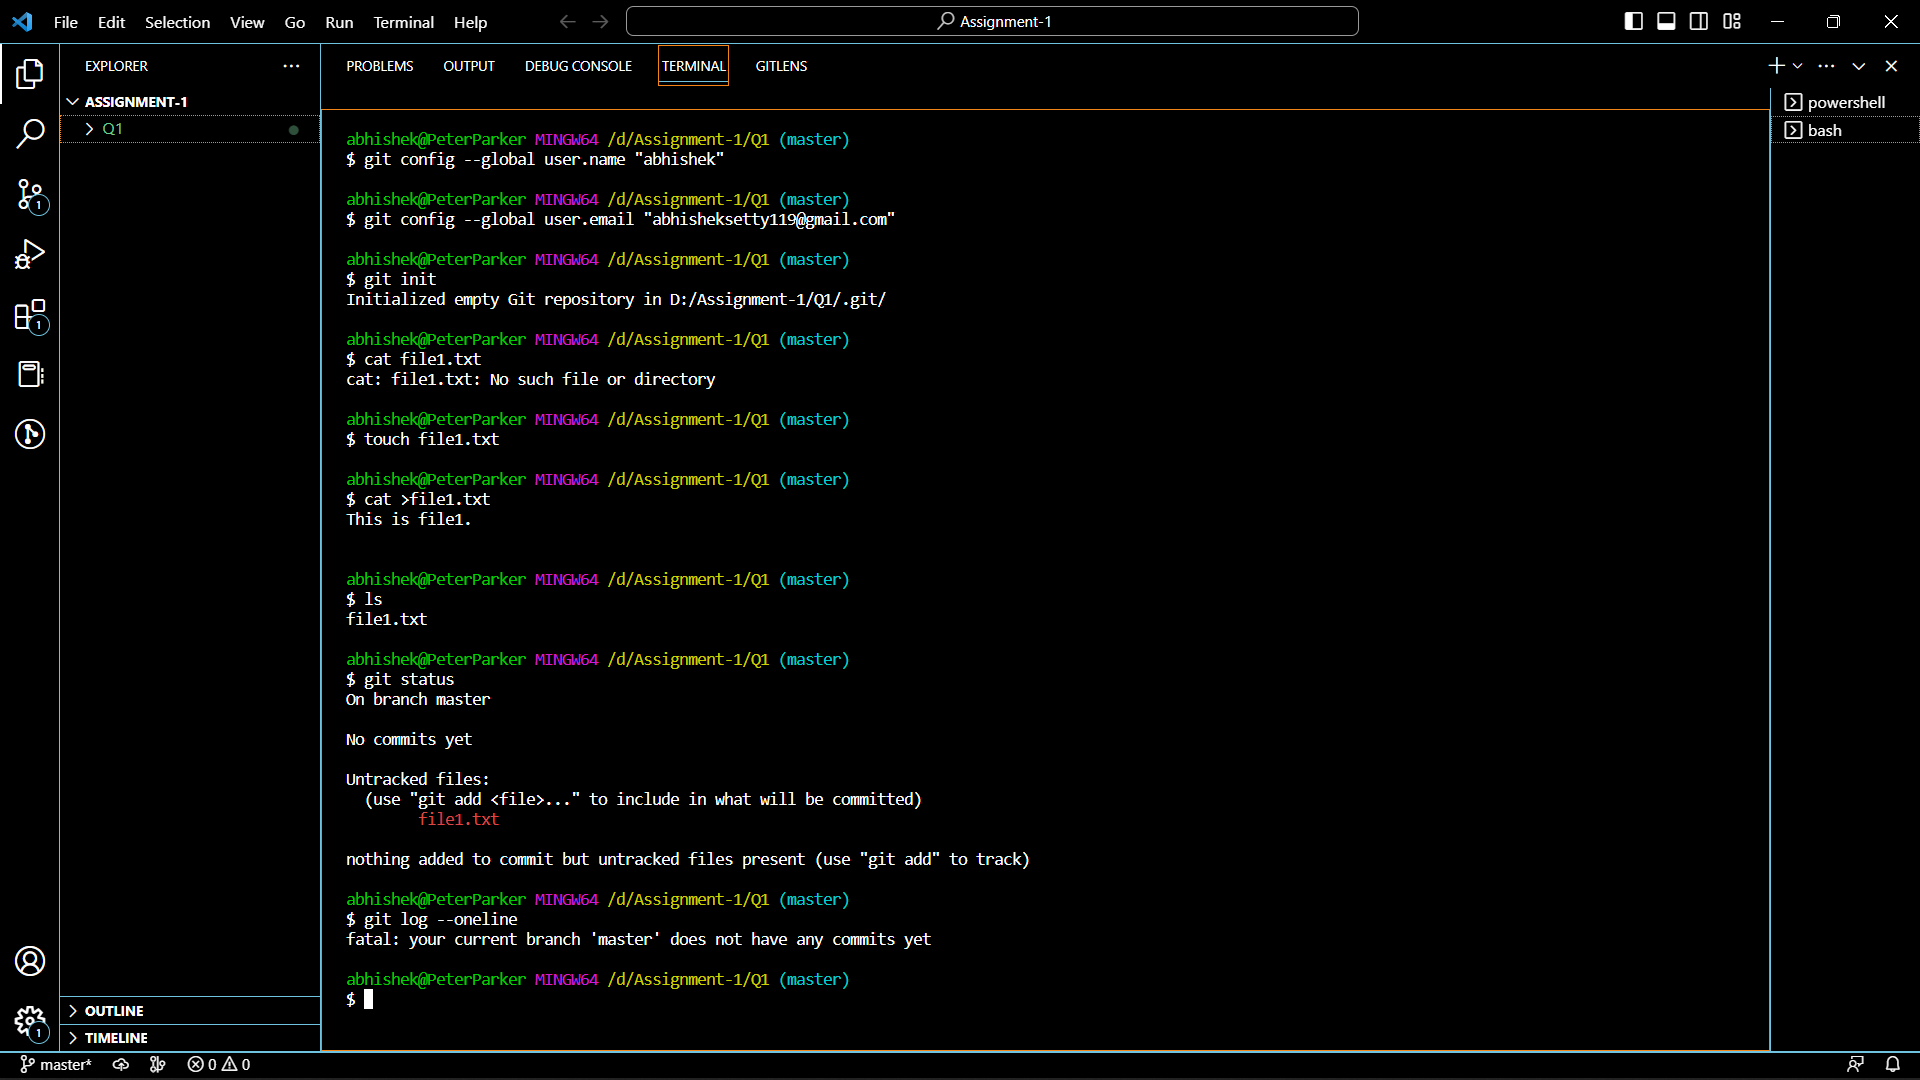 File Edit Selection View Go Run Terminal Help
Assignment-1
EXPLORER
ASSIGNMENT-1
Q1
PROBLEMS OUTPUT DEBUG CONSOLE TERMINAL GITLENS
powershell
bash
abhishek@PeterParker MINGW64 /d/Assignment-1/Q1 (master)
$ git config --global user.name "abhishek"
abhishek@PeterParker MINGW64 /d/Assignment-1/Q1 (master)
$ git config --global user.email "abhisheksetty119@gmail.com"
abhishek@PeterParker MINGW64 /d/Assignment-1/Q1 (master)
$ git init
Initialized empty Git repository in D:/Assignment-1/Q1/.git/
abhishek@PeterParker MINGW64 /d/Assignment-1/Q1 (master)
$ cat file1.txt
cat: file1.txt: No such file or directory
abhishek@PeterParker MINGW64 /d/Assignment-1/Q1 (master)
$ touch file1.txt
abhishek@PeterParker MINGW64 /d/Assignment-1/Q1 (master)
$ cat >file1.txt
This is file1.
abhishek@PeterParker MINGW64 /d/Assignment-1/Q1 (master)
$ ls
file1.txt
abhishek@PeterParker MINGW64 /d/Assignment-1/Q1 (master)
$ git status
On branch master
No commits yet
Untracked files:
(use "git add <file>..." to include in what will be committed)
file1.txt
nothing added to commit but untracked files present (use "git add" to track)
abhishek@PeterParker MINGW64 /d/Assignment-1/Q1 (master)
$ git log --oneline
fatal: your current branch 'master' does not have any commits yet
abhishek@PeterParker MINGW64 /d/Assignment-1/Q1 (master)
$
1
1
1
OUTLINE
TIMELINE
master* 0 0